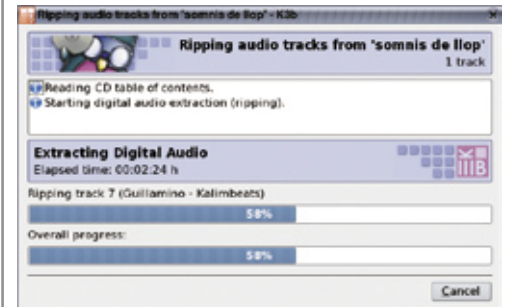 Ripping audio tracks from 'somnis de llop' - K3b
Ripping audio tracks from 'somnis de llop'
1 track
Reading CD table of contents.
Starting digital audio extraction (ripping).
Extracting Digital Audio
Elapsed time: 00:02:24 h
Ripping track 7 (Guillamino - Kalimbeats)
58%
Overall progress:
58%
Cancel